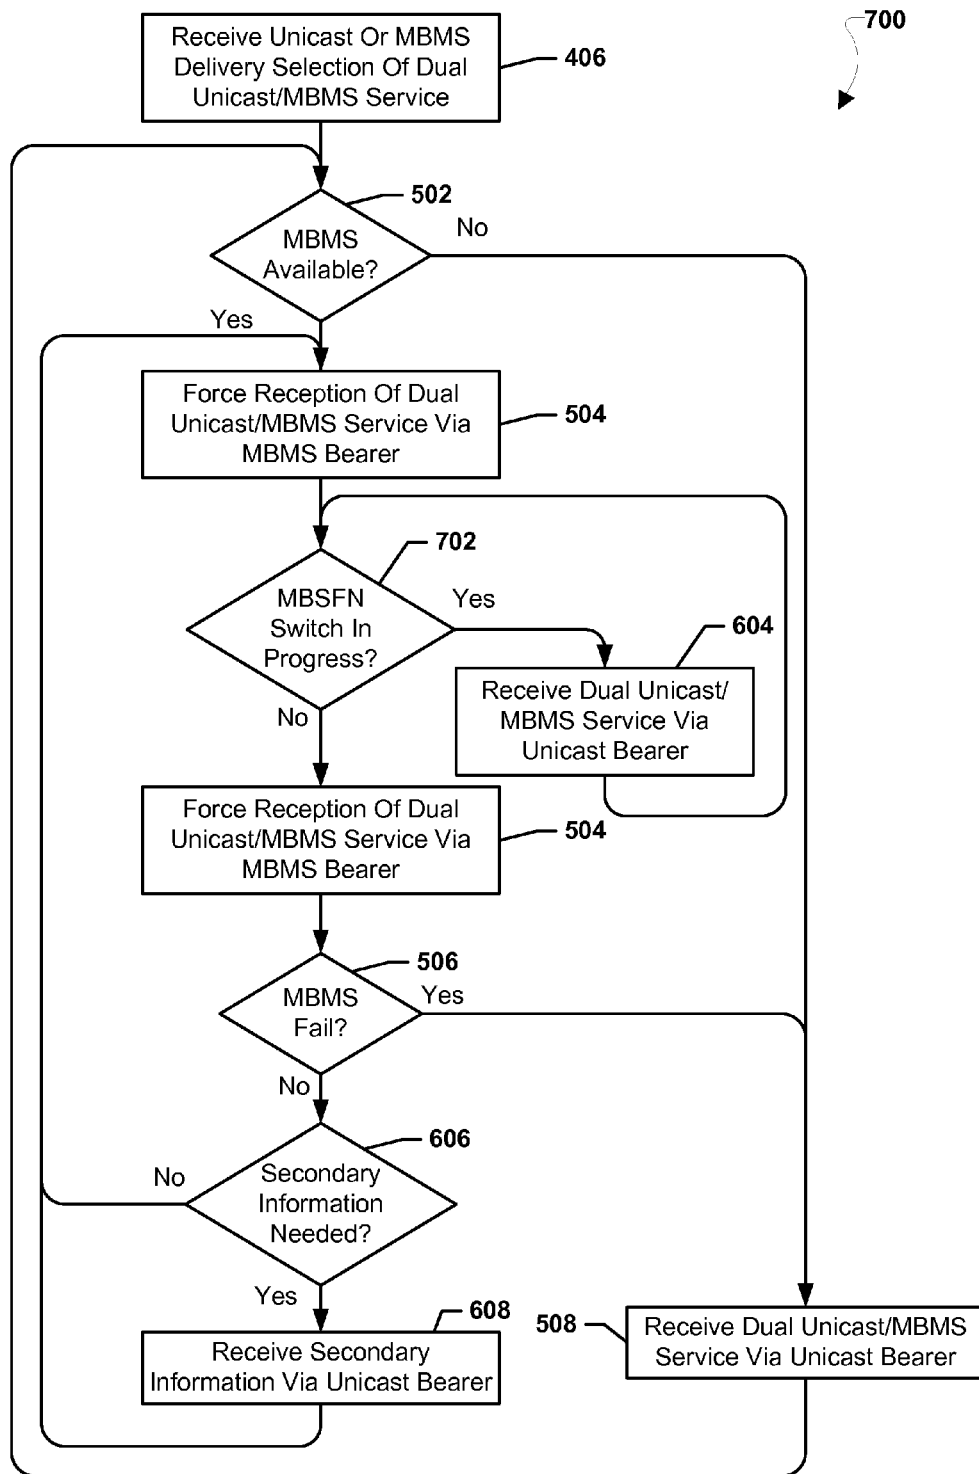 700
Receive Unicast Or MBMS
Delivery Selection Of Dual
Unicast/MBMS Service
406
502
MBMS
Available?
No
Yes
Force Reception Of Dual
Unicast/MBMS Service Via
MBMS Bearer
504
702
MBSFN
Switch In
Progress?
Yes
No
604
Receive Dual Unicast/
MBMS Service Via
Unicast Bearer
Force Reception Of Dual
Unicast/MBMS Service Via
MBMS Bearer
504
506
MBMS
Fail?
Yes
No
606
Secondary
Information
Needed?
No
Yes
608
Receive Secondary
Information Via Unicast Bearer
508
Receive Dual Unicast/MBMS
Service Via Unicast Bearer